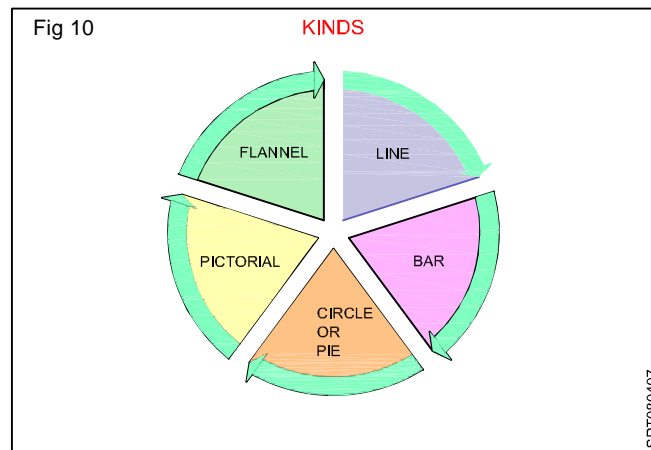 Fig 10
KINDS
FLANNEL
LINE
PICTORIAL
BAR
CIRCLE
OR
PIE